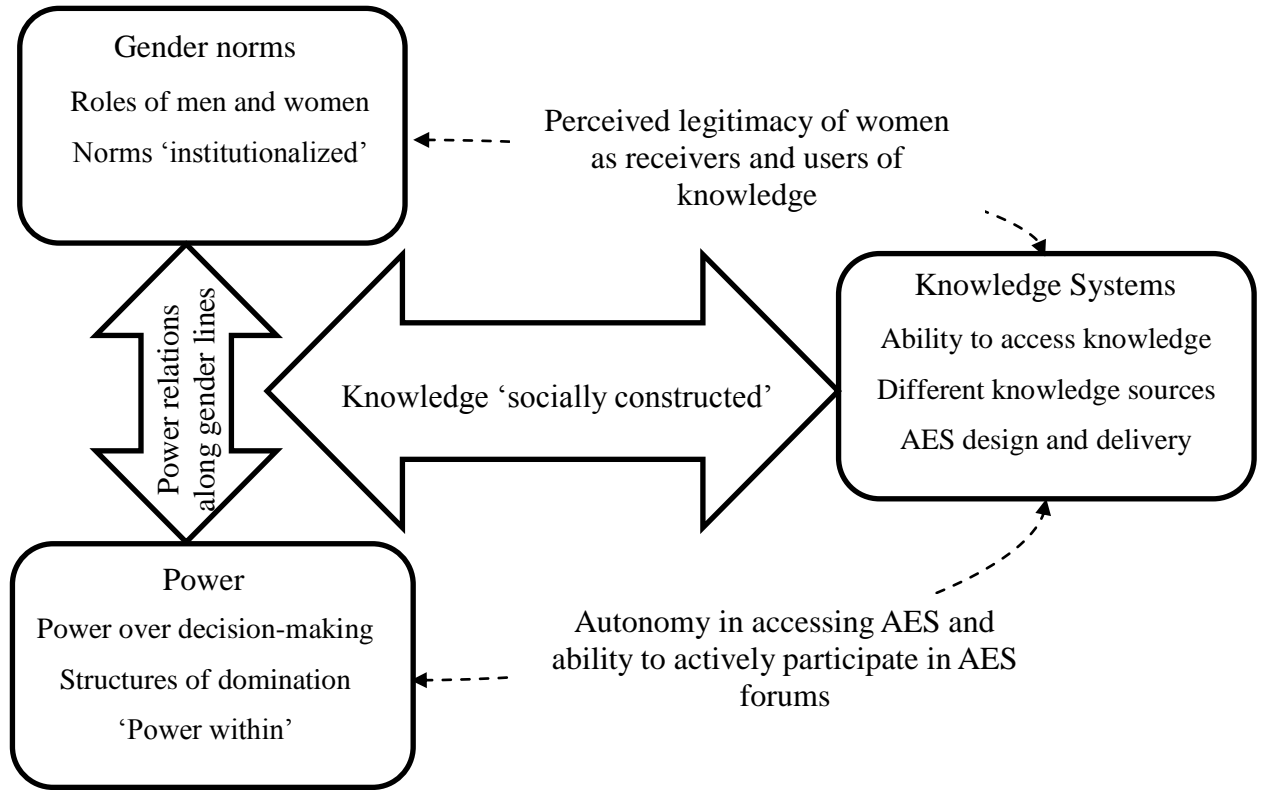 Gender norms
Roles of men and women
Norms ‘institutionalized’
Perceived legitimacy of women
as receivers and users of
knowledge
Power relations
along gender lines
Knowledge ‘socially constructed’
Knowledge Systems
Ability to access knowledge
Different knowledge sources
AES design and delivery
Power
Power over decision-making
Structures of domination
‘Power within’
Autonomy in accessing AES and
ability to actively participate in AES
forums